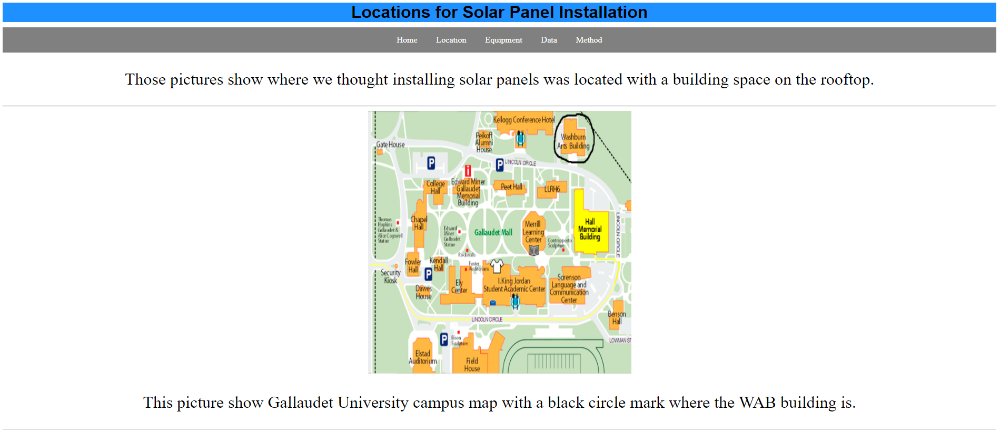 Locations for Solar Panel Installation
Home Location Equipment Data Method
Those pictures show where we thought installing solar panels was located with a building space on the rooftop.
Kellogg Conference Hotel
Peikoff
Alumni
House
Washburn
Arts Building
Gate House
P
P
LINCOLN CIRCLE
i
College
Hall
Edward Miner
Gallaudet
Memorial
Building
Peet Hall
LLRH6
Chapel
Hall
Thomas
Hopkins
Gallaudet &
Alice Cogswell
Statue
Edward
Miner
Gallaudet
Statue
Gallaudet Mall
Merrill
Learning
Center
Contrapposto
Sculpture
Hall
Memorial
Building
LINCOLN CIRCLE
Rockwalls
Fowler
Hall
Kendall
Hall
Foster
Auditorium
Security
Kiosk
P
Dawes
House
Ely
Center
I. King Jordan
Student Academic Center
Sorenson
Language and
Communication
Center
Benson
Hall
LINCOLN CIRCLE
P
Bison
Sculpture
LOWMAN ST
Elstad
Auditorium
Field
House
This picture show Gallaudet University campus map with a black circle mark where the WAB building is.